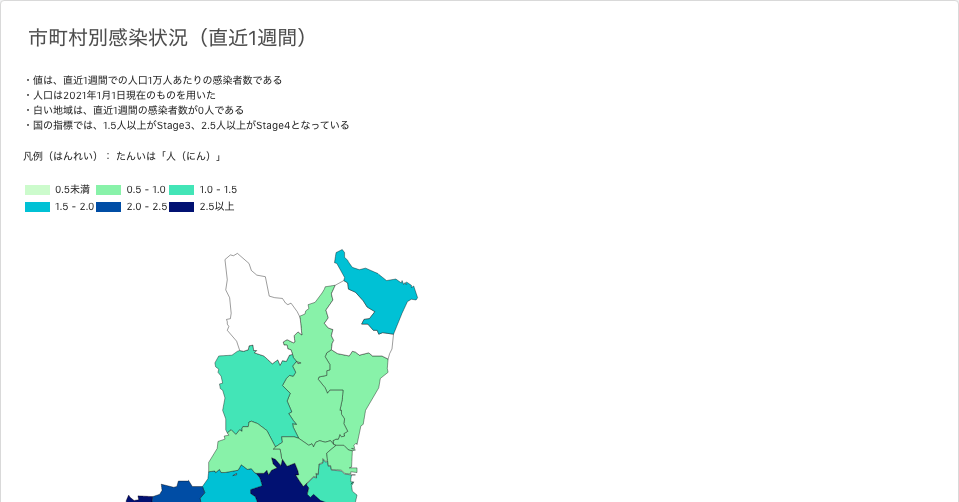 市町村別感染状況（直近1週間）
・値は、直近1週間での人口1万人あたりの感染者数である
・人口は2021年1月1日現在のものを用いた
・白い地域は、直近1週間の感染者数が0人である
・国の指標では、1.5人以上がStage3、2.5人以上がStage4となっている
凡例（はんれい）： たんいは「人（にん）」
0.5未満 0.5 - 1.0 1.0 - 1.5
1.5 - 2.0 2.0 - 2.5 2.5以上